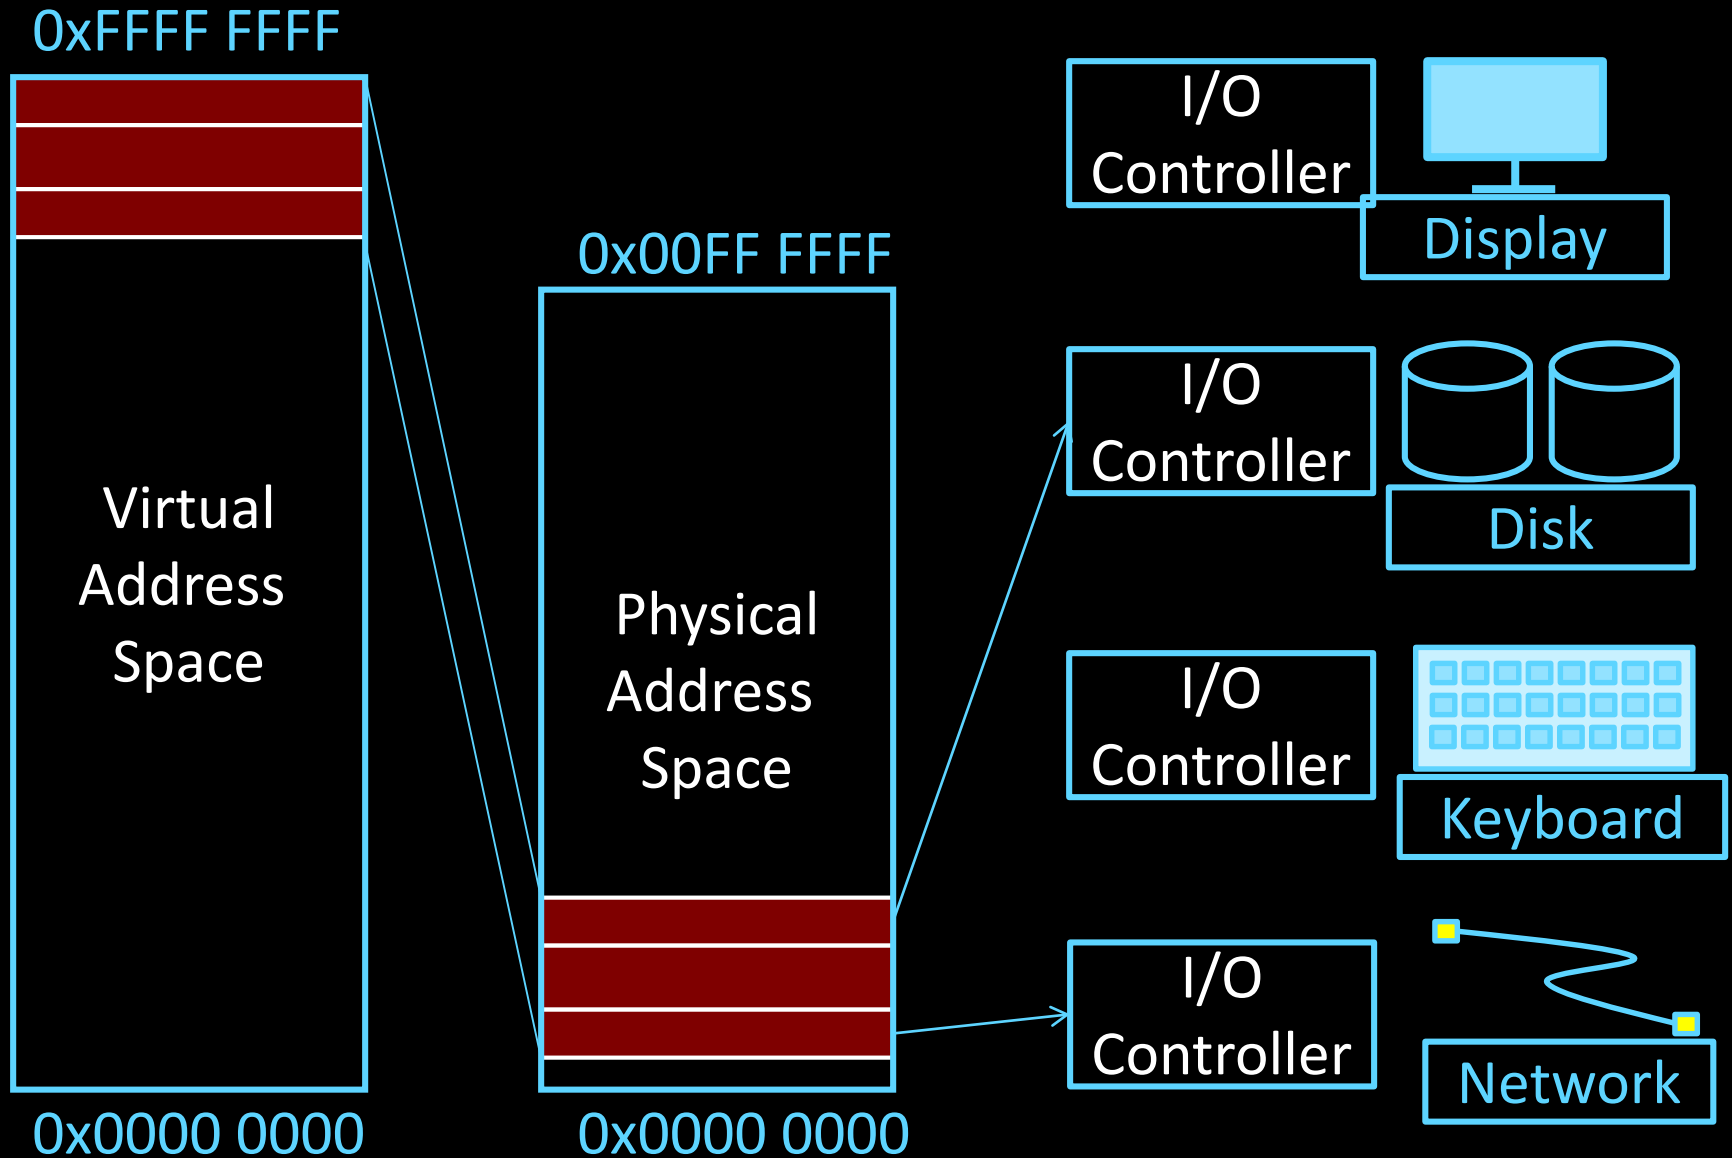 0xFFFF FFFF
Virtual
Address
Space
0x0000 0000
0x00FF FFFF
Physical
Address
Space
0x0000 0000
I/O
Controller
Display
I/O
Controller
Disk
I/O
Controller
Keyboard
I/O
Controller
Network